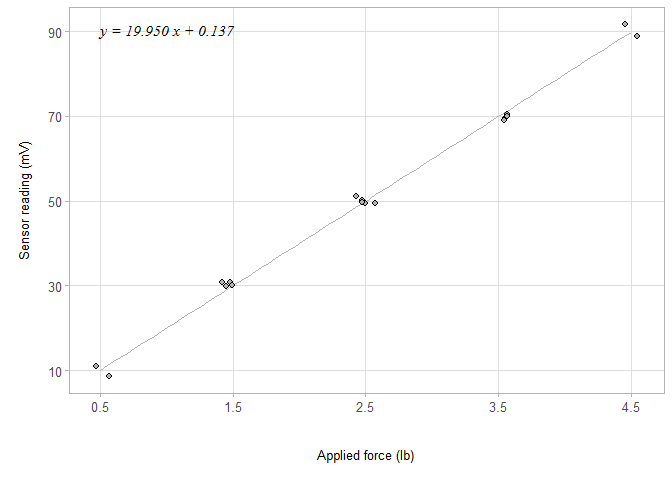 y = 19.950 x + 0.137
90
70
50
30
10
Sensor reading (mV)
0.5 1.5 2.5 3.5 4.5
Applied force (lb)